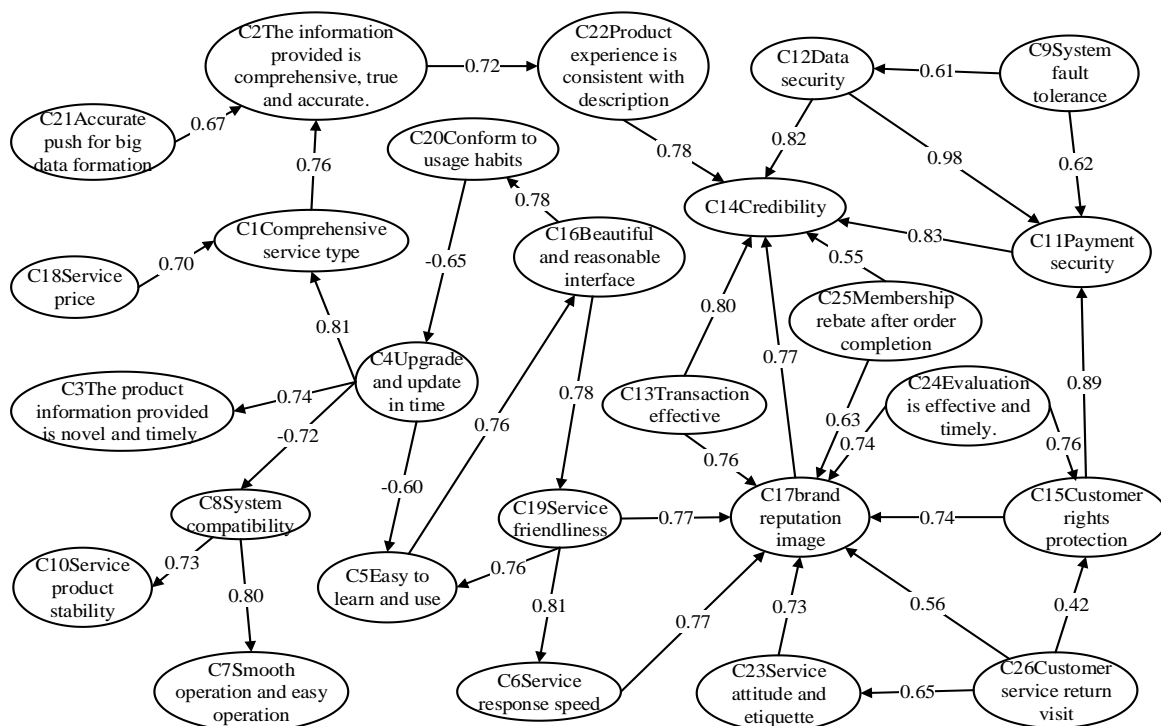 C2The
information
provided is
comprehensive, true
and accurate.
0.72
C22Product
experience is
consistent with
description
C12Data
security
0.61
C9System
fault
tolerance
C21Accurate
push for big
data formation
0.67
C20Conform to
usage habits
0.76
0.78
0.78
0.82
0.98
0.62
C14Credibility
C1Comprehensive
service type
C16Beautiful
and reasonable
interface
0.83
C11Payment
security
C18Service
price
0.70
-0.65
0.55
0.80
C25Membership
rebate after order
completion
0.81
0.77
C4Upgrade
and update
in time
C3The product
information provided
is novel and timely
0.74
0.78
C13Transaction
effective
C24Evaluation
is effective and
timely.
0.89
-0.72
0.76
0.63
0.74
0.76
0.76
-0.60
C8System
compatibility
C19Service
friendliness
0.77
C17brand
reputation
image
0.74
C15Customer
rights
protection
C10Service
product
stability
0.73
0.80
C5Easy to
learn and use
0.76
0.81
0.77
0.73
0.56
0.42
C7Smooth
operation and easy
operation
C6Service
response speed
C23Service
attitude and
etiquette
0.65
C26Customer
service return
visit